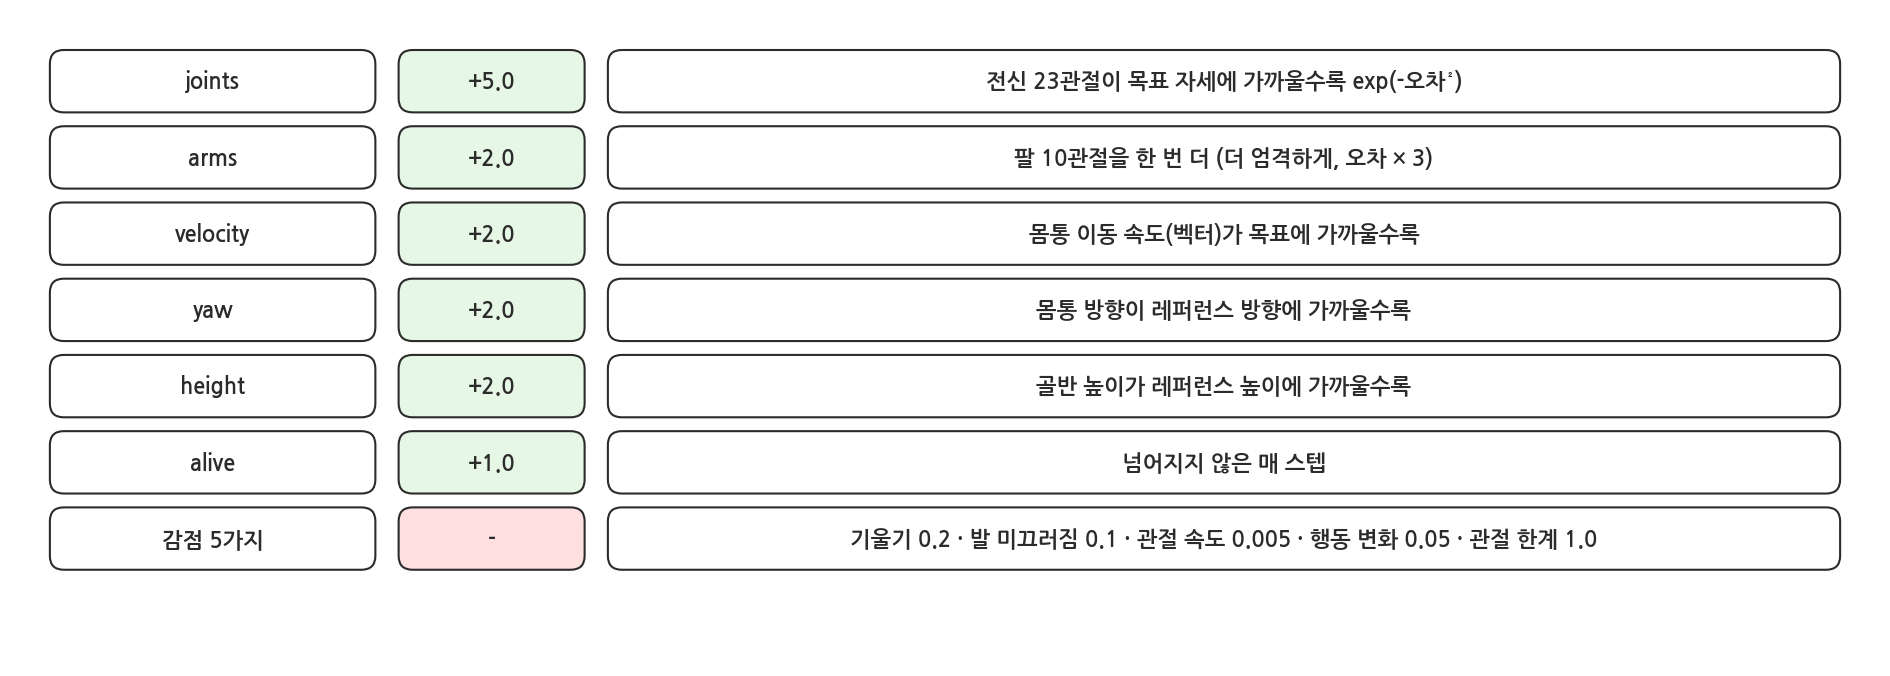 joints
+5.0
전신 23관절이 목표 자세에 가까울수록 exp(-오차²)
arms
+2.0
팔 10관절을 한 번 더 (더 엄격하게, 오차 × 3)
velocity
+2.0
몸통 이동 속도(벡터)가 목표에 가까울수록
yaw
+2.0
몸통 방향이 레퍼런스 방향에 가까울수록
height
+2.0
골반 높이가 레퍼런스 높이에 가까울수록
alive
+1.0
넘어지지 않은 매 스텝
감점 5가지
-
기울기 0.2 · 발 미끄러짐 0.1 · 관절 속도 0.005 · 행동 변화 0.05 · 관절 한계 1.0